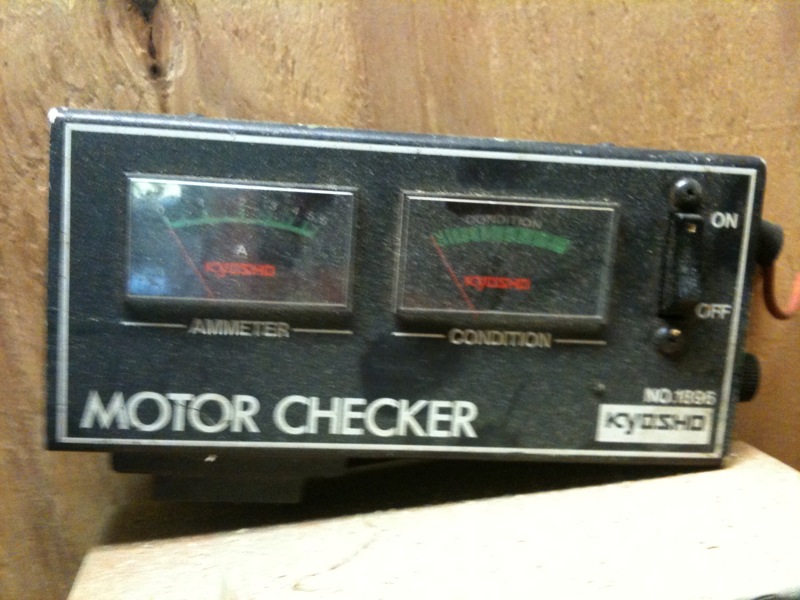 A
KYOSHO
AMMETER
CONDITION
KYOSHO
CONDITION
ON
OFF
MOTOR CHECKER
NO.1896
KYOSHO